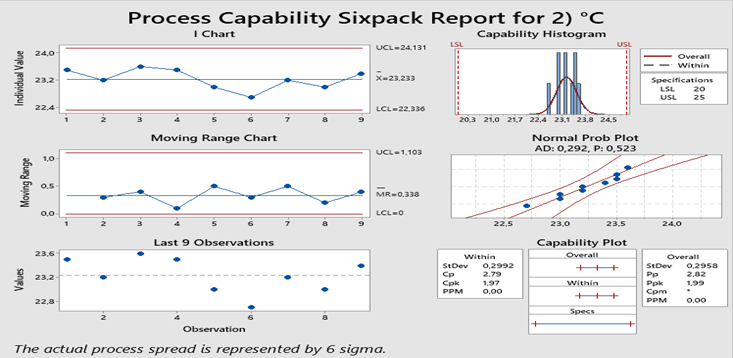 Process Capability Sixpack Report for 2) °C
I Chart
Individual Value
24,0
23,2
22,4
UCL=24,131
X=23,233
LCL=22,336
1 2 3 4 5 6 7 8 9
Moving Range Chart
Moving Range
1,0
0,5
0,0
UCL=1,103
MR=0,338
LCL=0
1 2 3 4 5 6 7 8 9
Last 9 Observations
Values
23,6
23,2
22,8
2 4 6 8
Observation
Capability Histogram
LSL USL
20,3 21,0 21,7 22,4 23,1 23,8 24,5
Overall
Within
Specifications
LSL 20
USL 25
Normal Prob Plot
AD: 0,292, P: 0,523
22,5 23,0 23,5 24,0
Capability Plot
Within
StDev 0,2992
Cp 2,79
Cpk 1,97
PPM 0,00
Overall
Within
Specs
Overall
StDev 0,2958
Pp 2,82
Ppk 1,99
Cpm *
PPM 0,00
The actual process spread is represented by 6 sigma.